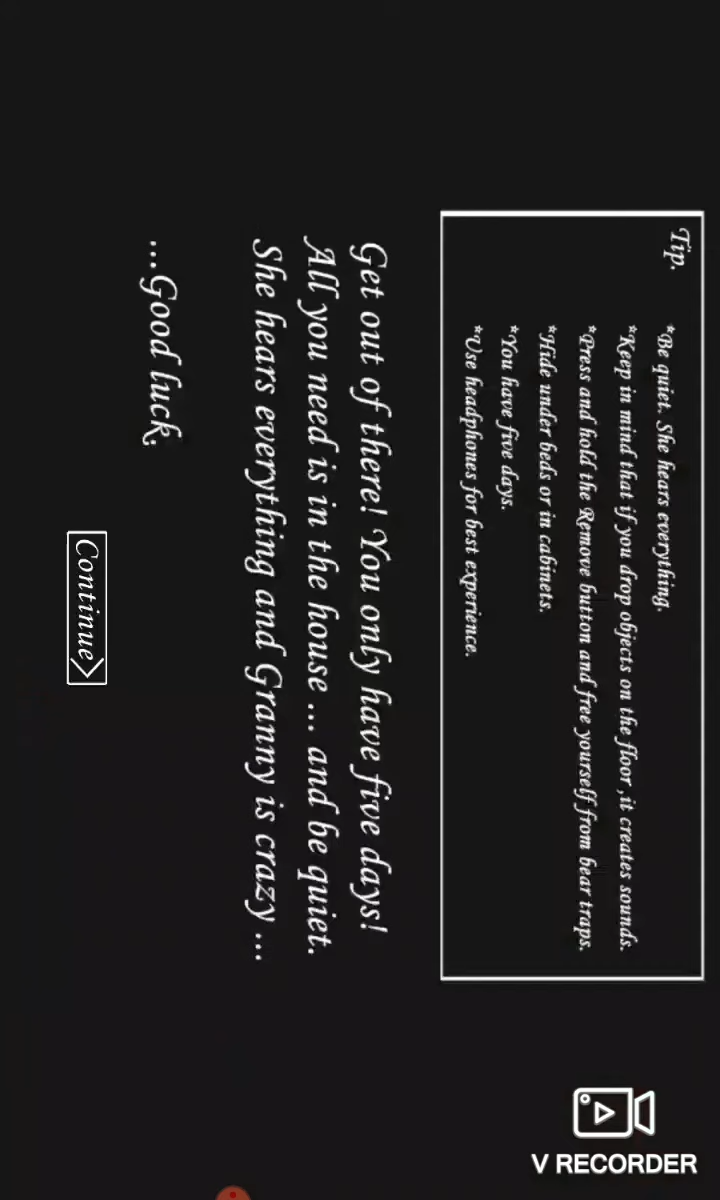 Tip.
*Be quiet. She hears everything.
*Keep in mind that if you drop objects on the floor ,it creates sounds.
*Press and hold the Remove button and free yourself from bear traps.
*Hide under beds or in cabinets.
*You have five days.
*Use headphones for best experience.
Get out of there! You only have five days!
All you need is in the house ... and be quiet.
She hears everything and Granny is crazy ...
...Good luck.
Continue>
V RECORDER